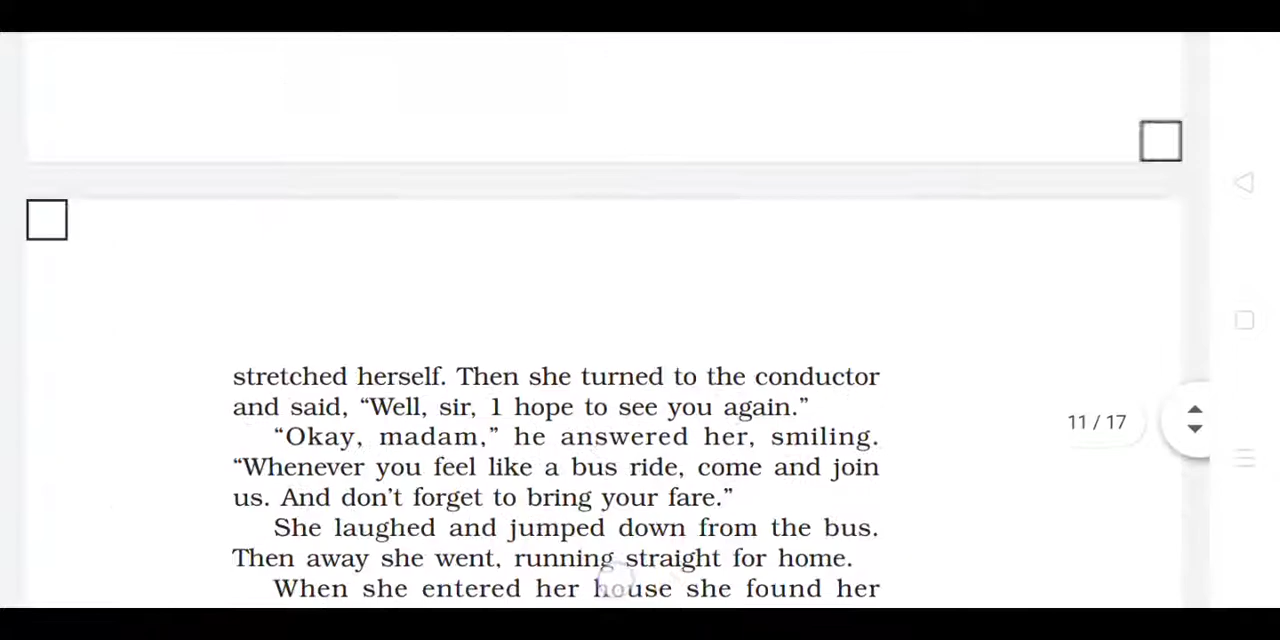 stretched herself. Then she turned to the conductor
and said, “Well, sir, 1 hope to see you again.”
“Okay, madam,” he answered her, smiling.
“Whenever you feel like a bus ride, come and join
us. And don’t forget to bring your fare.”
11 / 17
She laughed and jumped down from the bus.
Then away she went, running straight for home.
When she entered her house she found her